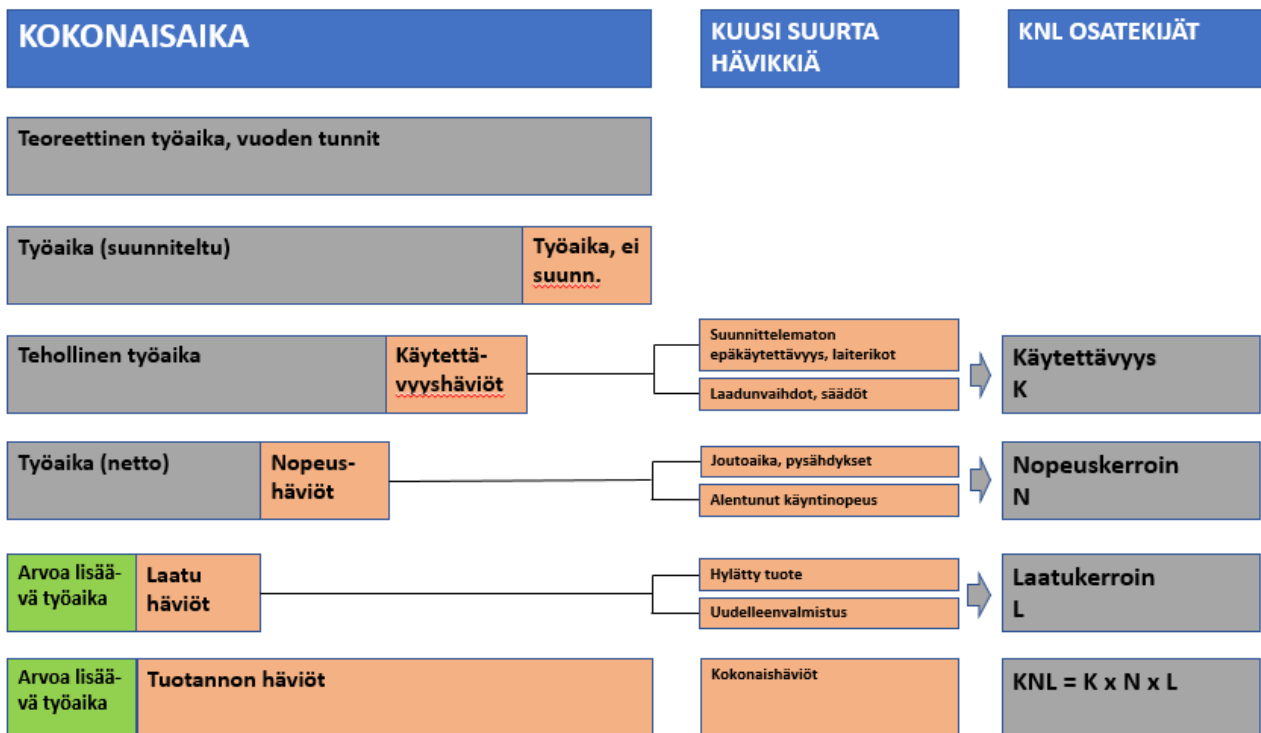 KOKONAISAIKA
KUUSI SUURTA
HÄVIKKIÄ
KNL OSATEKIJÄT
Teoreettinen työaika, vuoden tunnit
Työaika (suunniteltu)
Työaika, ei
suunn.
Tehollinen työaika
Käytettä-
vyyshäviöt
Suunnittelematon
epäkäytettävyys, laiterikot
Laadunvaihdot, säädöt
Käytettävyys
K
Työaika (netto)
Nopeus-
häviöt
Joutoaika, pysähdykset
Alentunut käyntinopeus
Nopeuskerroin
N
Arvoa lisää-
vä työaika
Laatu
häviöt
Hylätty tuote
Uudelleenvalmistus
Laatukerroin
L
Arvoa lisää-
vä työaika
Tuotannon häviöt
Kokonaishäviöt
KNL = K x N x L